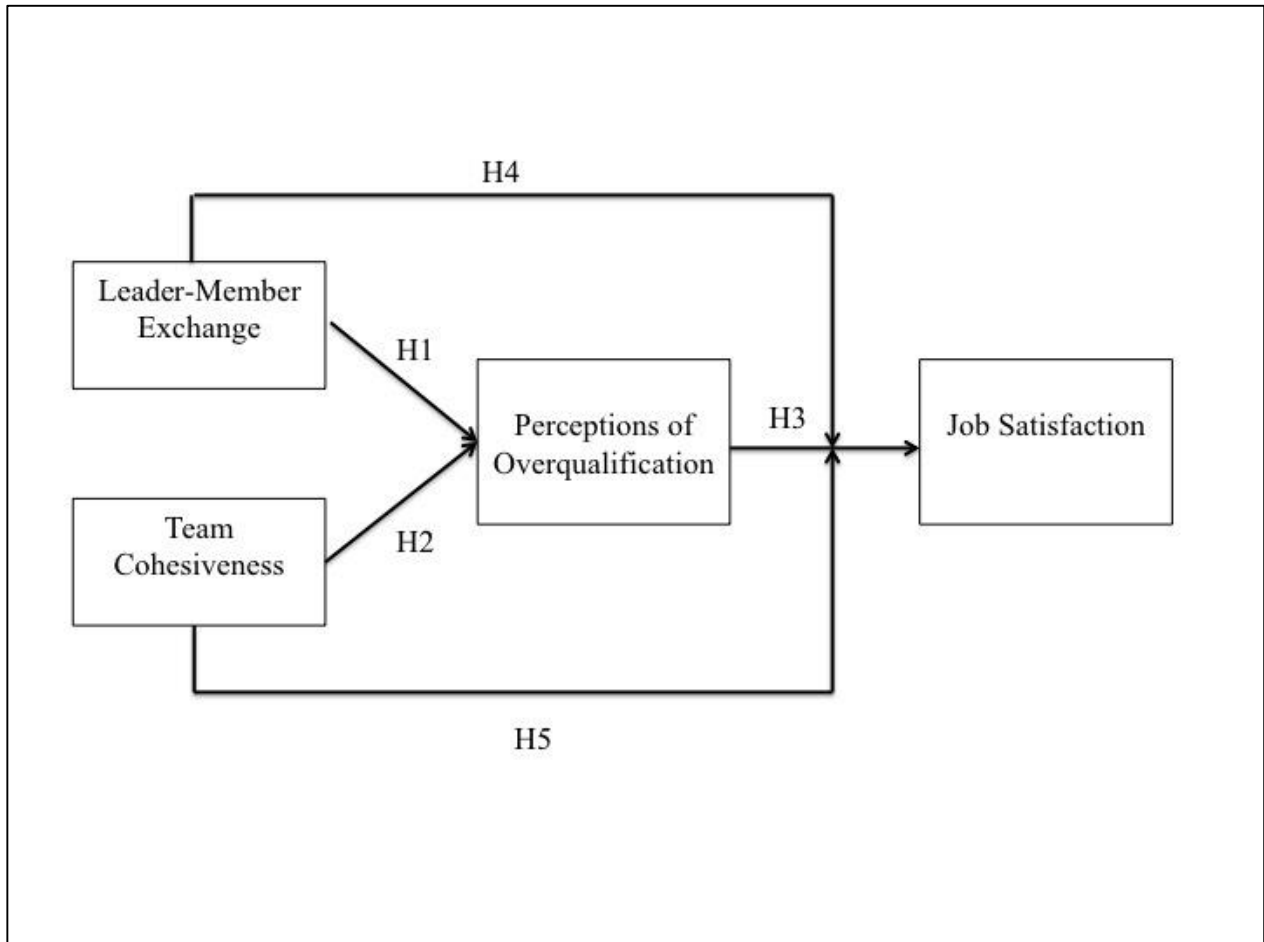 H4
Leader-Member
Exchange
H1
Perceptions of
Overqualification
H3
Job Satisfaction
Team
Cohesiveness
H2
H5